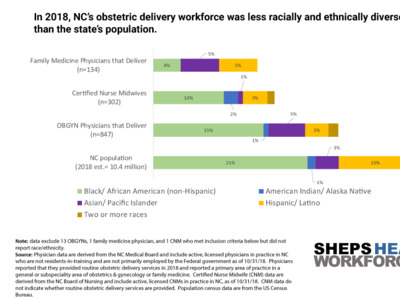 In 2018, NC’s obstetric delivery workforce was less racially and ethnically diverse
than the state’s population.
5%
Family Medicine Physicians that Deliver
(n=134)
4%
5%
1%
Certified Nurse Midwives
(n=302)
10%
3%
2%
5%
OBGYN Physicians that Deliver
(n=847)
15%
3%
1%
3%
NC population
(2018 est.= 10.4 million)
21%
10%
1%
Black/ African American (non-Hispanic)
American Indian/ Alaska Native
Asian/ Pacific Islander
Hispanic/ Latino
Two or more races
Note: data exclude 13 OBGYNs, 1 family medicine physician, and 1 CNM who met inclusion criteria below but did not
report race/ethnicity.
Source: Physician data are derived from the NC Medical Board and include active, licensed physicians in practice in NC
who are not residents-in-training and are not primarily employed by the Federal government as of 10/31/18. Physicians
reported that they provided routine obstetric delivery services in 2018 and reported a primary area of practice in a
general or subspeciality area of obstetrics & gynecology or family medicine. Certified Nurse Midwife (CNM) data are
derived from the NC Board of Nursing and include active, licensed CNMs in practice in NC, as of 10/31/18. CNM data do
not indicate whether routine obstetric delivery services are provided. Population census data are from the US Census
Bureau.
SHEPS HEA
WORKFORC